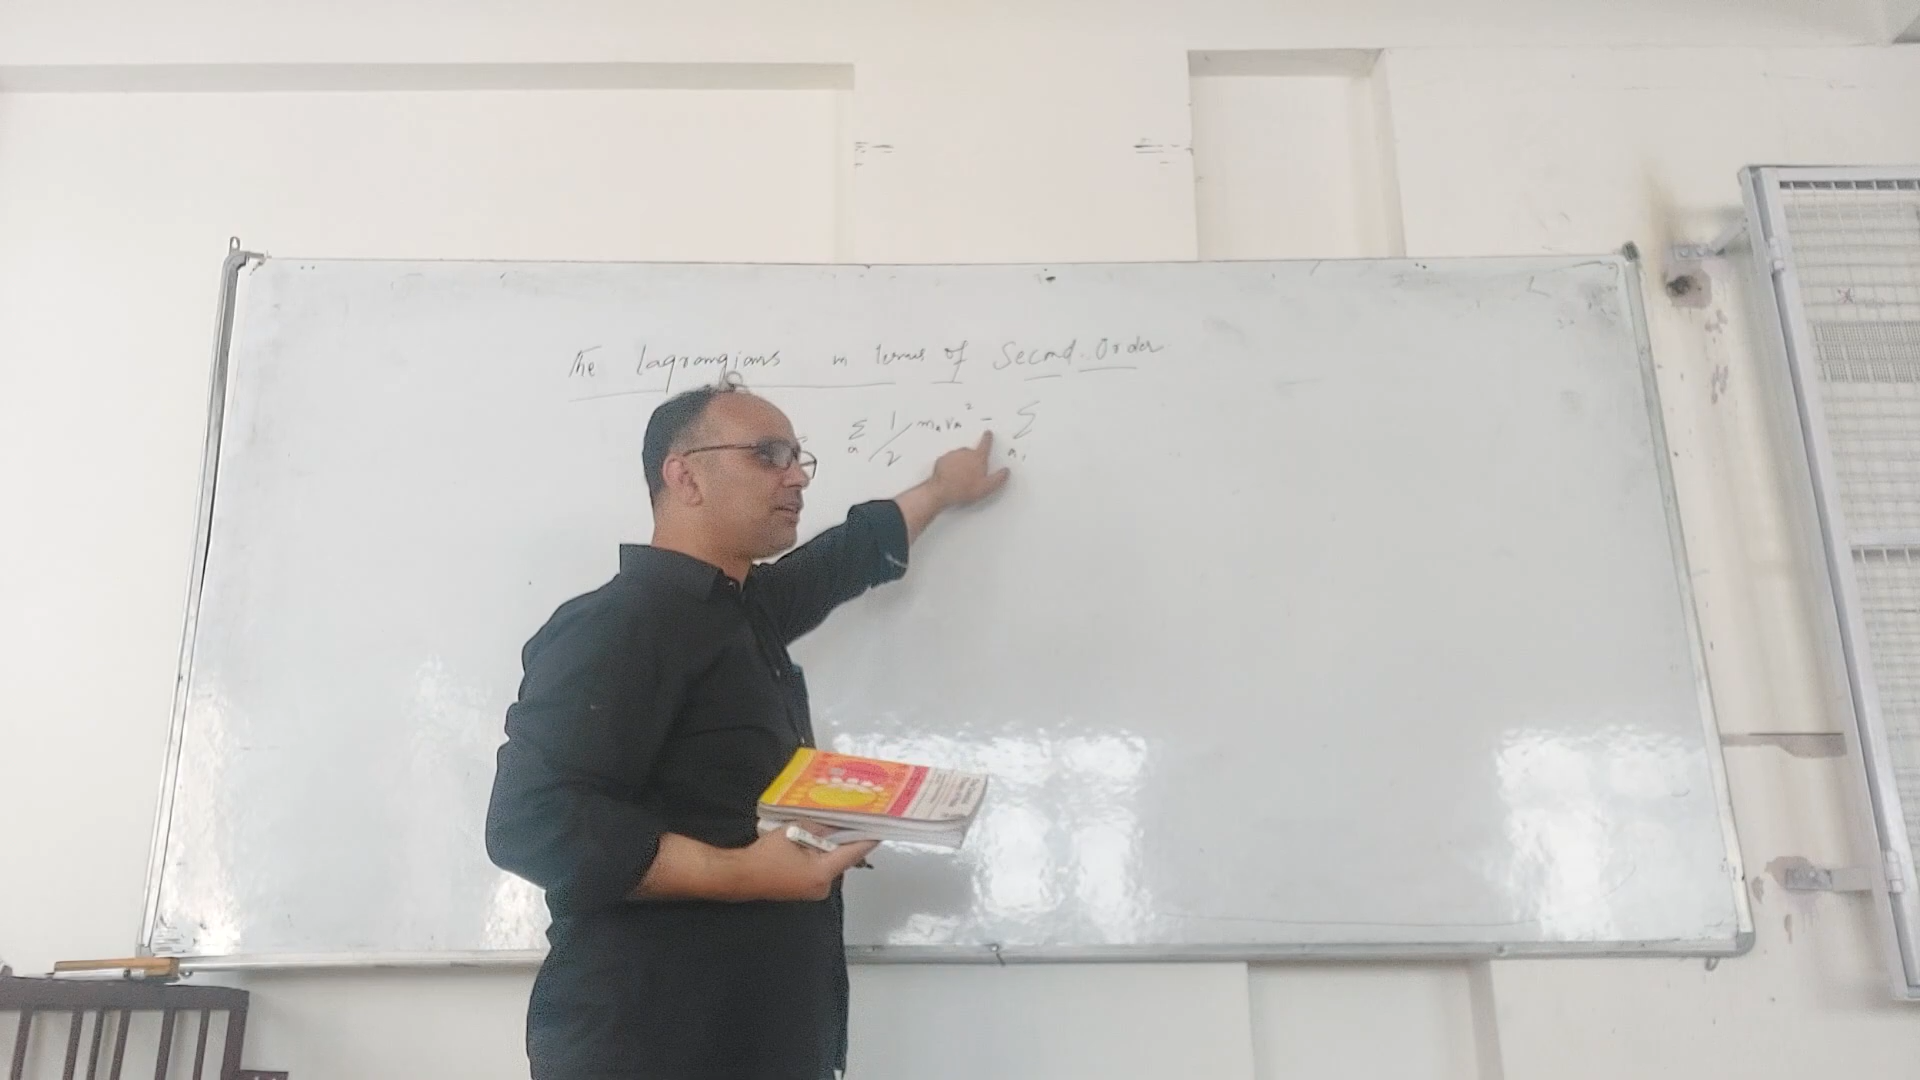 The lagrangians in terms of Second Order
Σ 1/2 mₐvₐ² - Σ
a a,